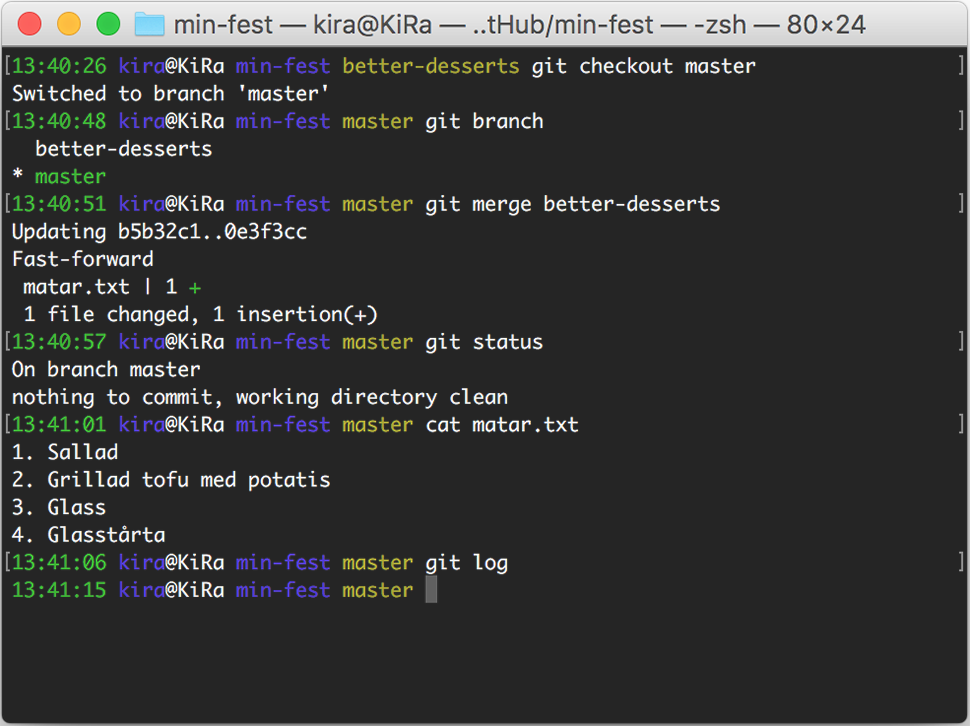 min-fest — kira@KiRa — ..tHub/min-fest — -zsh — 80×24
[13:40:26 kira@KiRa min-fest better-desserts git checkout master ]
Switched to branch 'master'
[13:40:48 kira@KiRa min-fest master git branch ]
  better-desserts
* master
[13:40:51 kira@KiRa min-fest master git merge better-desserts ]
Updating b5b32c1..0e3f3cc
Fast-forward
 matar.txt | 1 +
 1 file changed, 1 insertion(+)
[13:40:57 kira@KiRa min-fest master git status ]
On branch master
nothing to commit, working directory clean
[13:41:01 kira@KiRa min-fest master cat matar.txt ]
1. Sallad
2. Grillad tofu med potatis
3. Glass
4. Glasstårta
[13:41:06 kira@KiRa min-fest master git log ]
13:41:15 kira@KiRa min-fest master